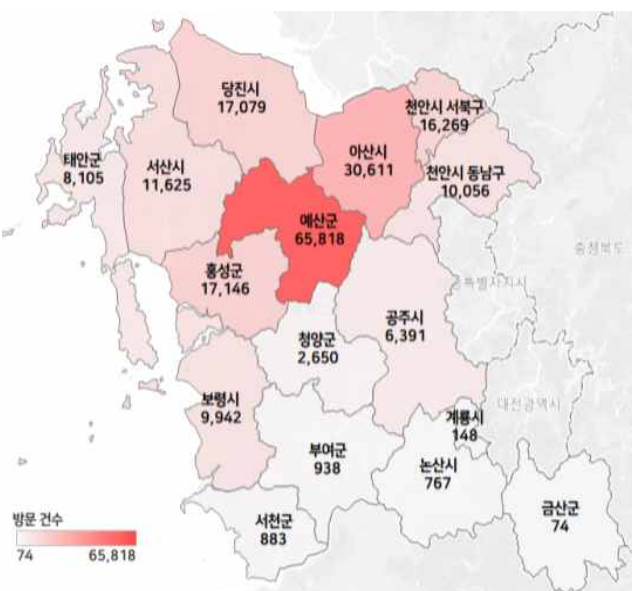 당진시
17,079
천안시 서북구
16,269
아산시
30,611
태안군
8,105
서산시
11,625
천안시 동남구
10,056
예산군
65,818
충청북도
홍성군
17,146
특별자치시
공주시
6,391
청양군
2,650
보령시
9,942
대전광역시
계룡시
148
부여군
938
논산시
767
금산군
74
서천군
883
방문 건수
74 65,818